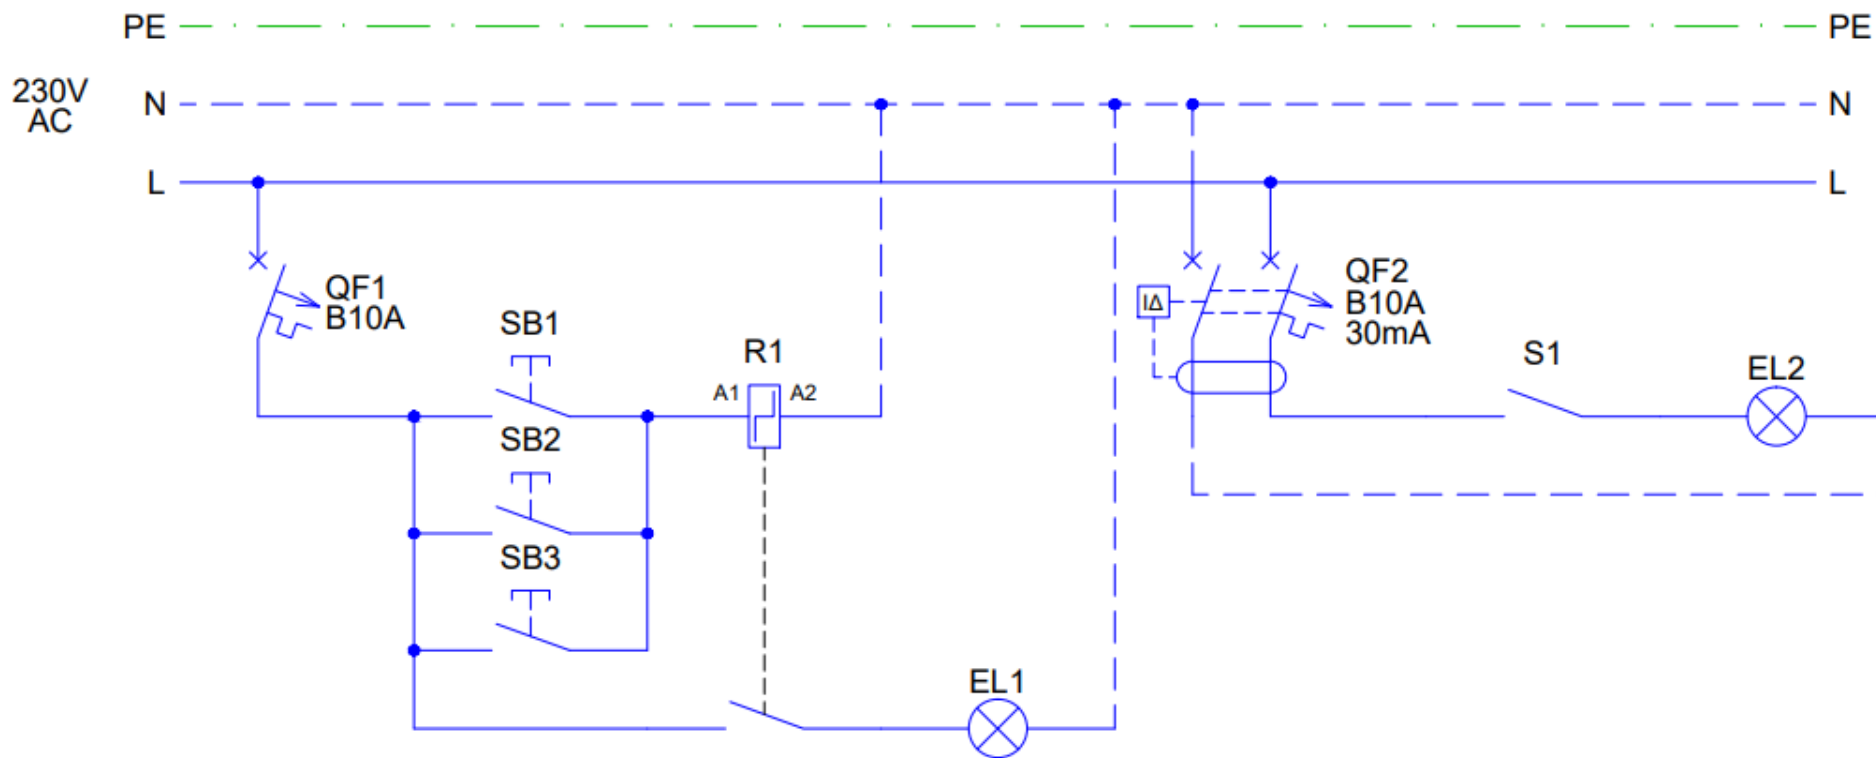 PE
PE
230V
AC
N
N
L
L
QF1
B10A
SB1
R1
A1
A2
SB2
SB3
EL1
IΔ
QF2
B10A
30mA
S1
EL2